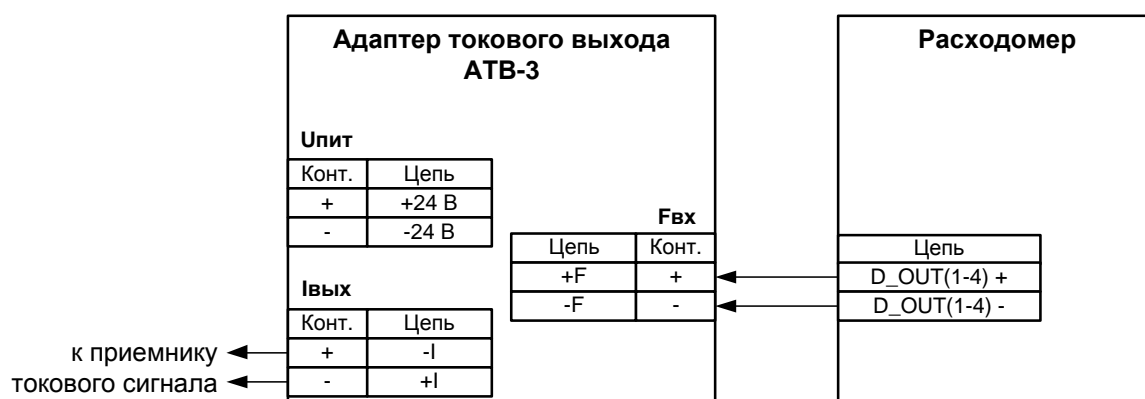 Адаптер токового выхода
АТВ-3
Расходомер
Uпит
Конт. Цепь
+ +24 В
- -24 В
Fвх
Цепь Конт.
+F +
-F -
Цепь
D_OUT(1-4) +
D_OUT(1-4) -
Iвых
Конт. Цепь
+ -I
- +I
к приемнику
токового сигнала